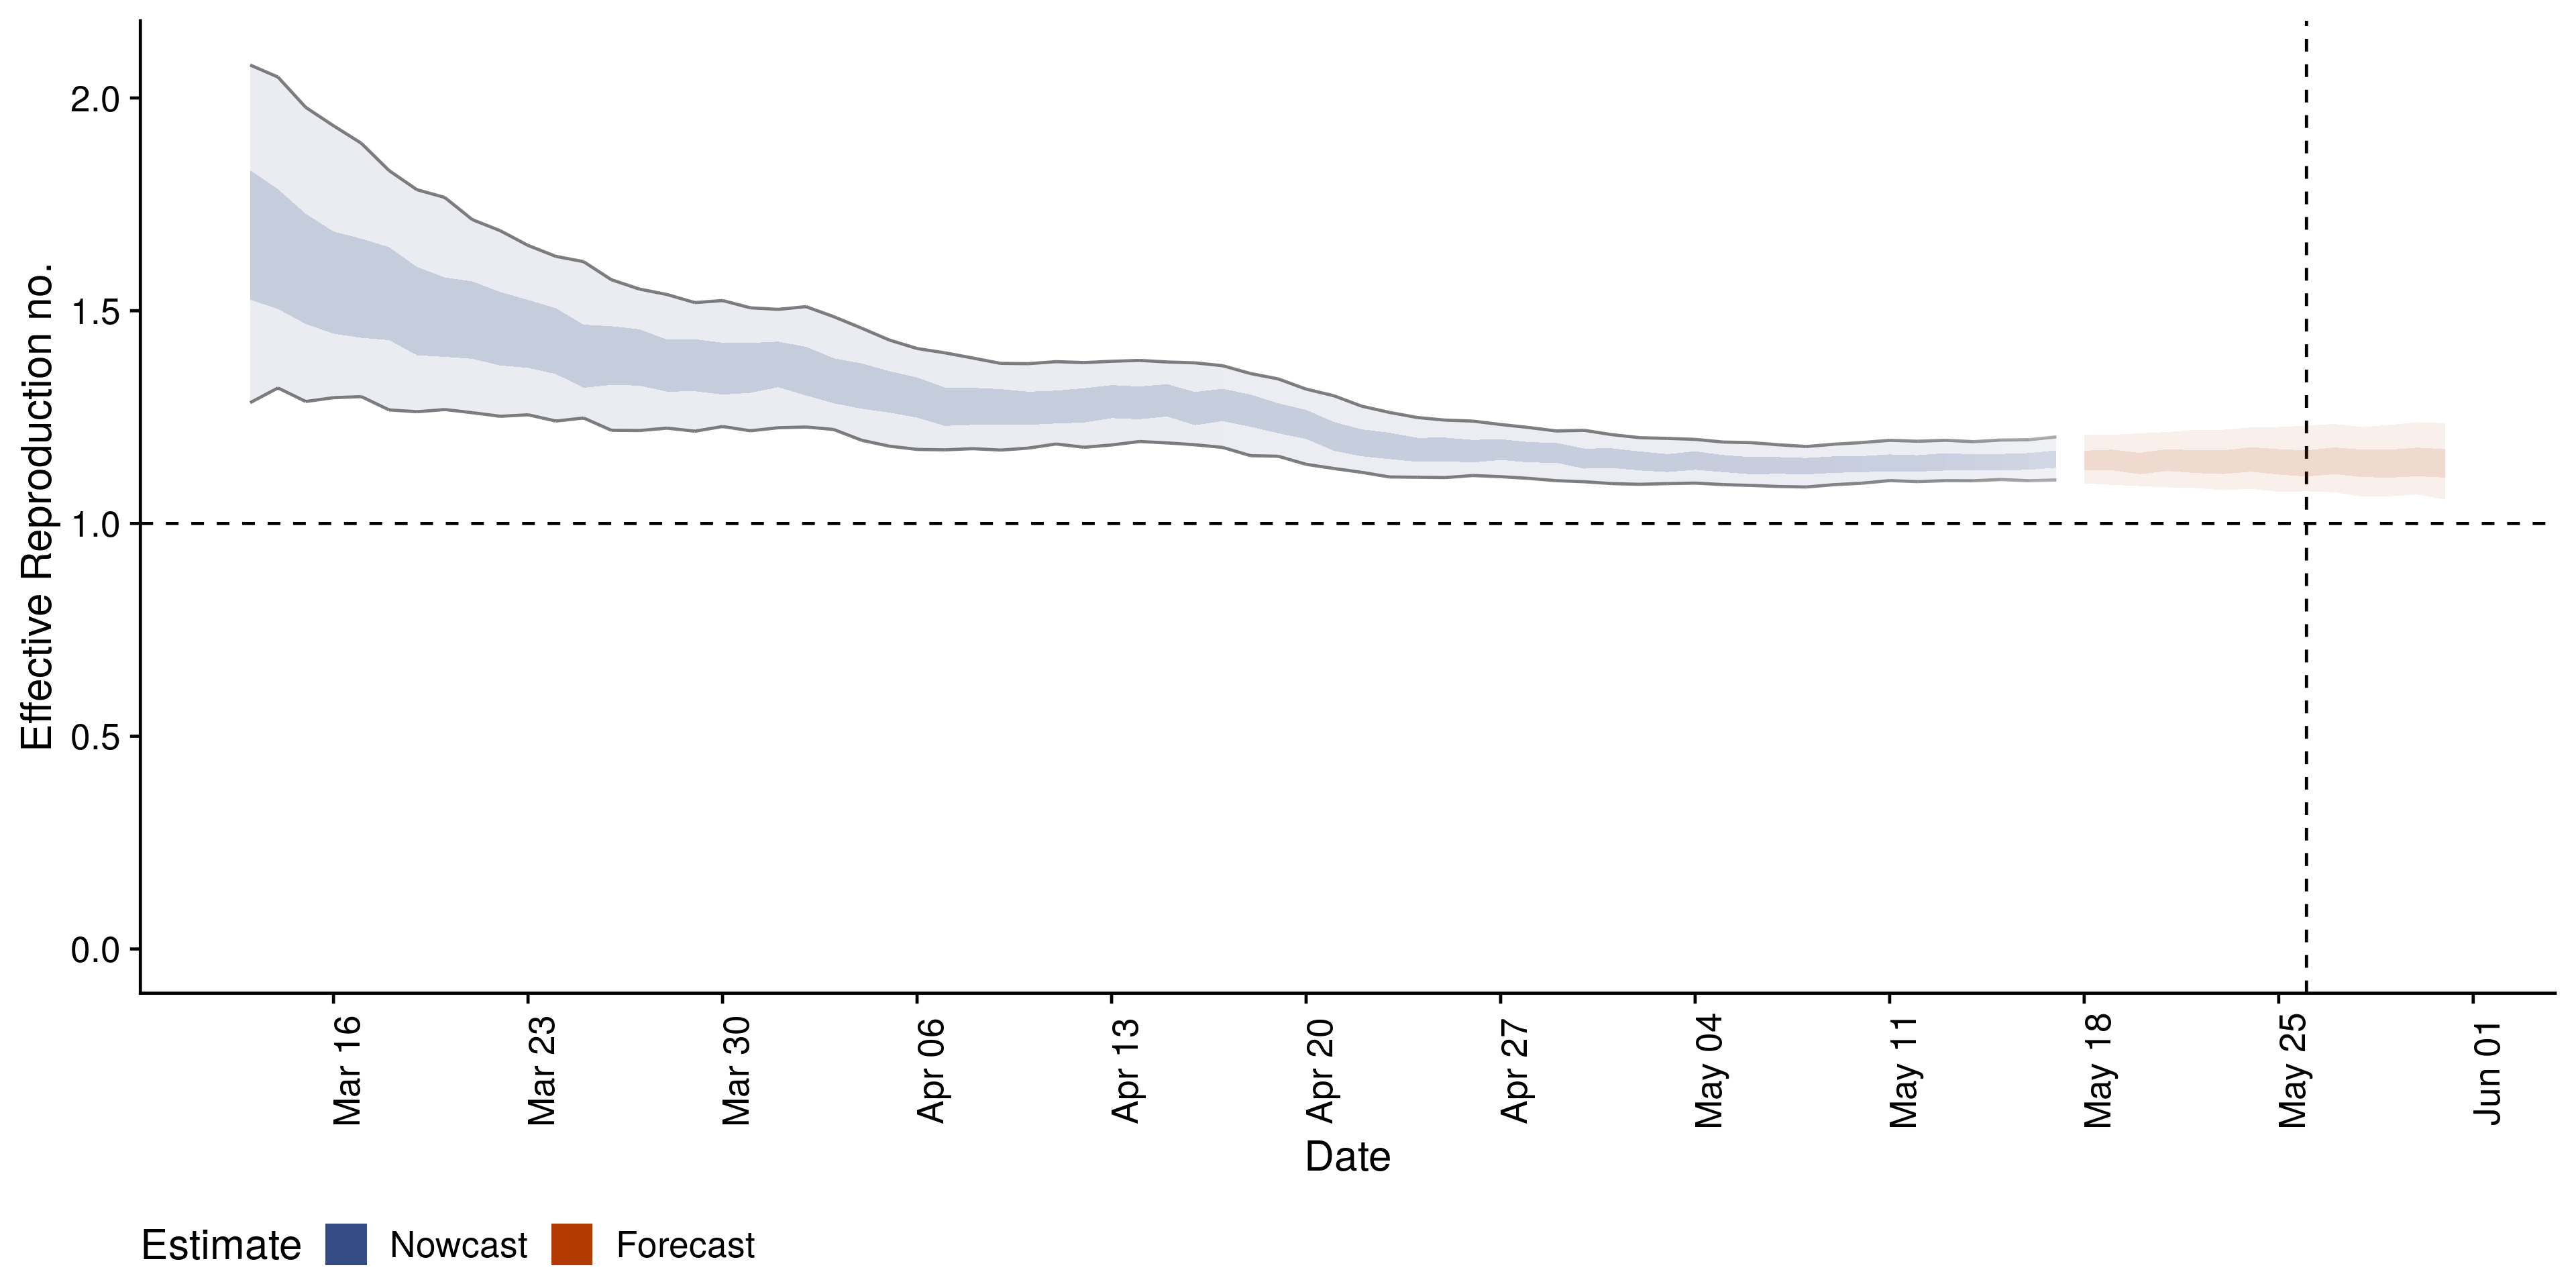 Effective Reproduction no.
2.0
1.5
1.0
0.5
0.0
Mar 16
Mar 23
Mar 30
Apr 06
Apr 13
Apr 20
Apr 27
May 04
May 11
May 18
May 25
Jun 01
Date
Estimate Nowcast Forecast